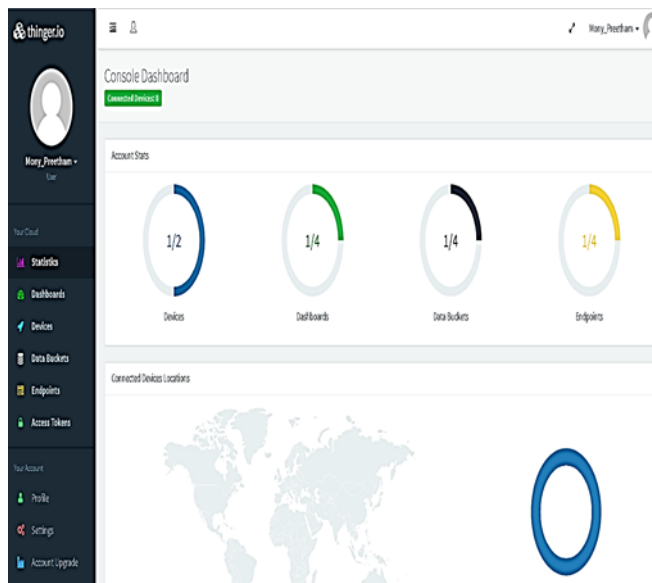 thinger.io
Mony_Preetham
Mony_Preetham
User
Console Dashboard
Connected Devices: 0
Your Cloud
Statistics
Dashboards
Devices
Data Buckets
Endpoints
Access Tokens
Your Account
Profile
Settings
Account Upgrade
Account Stats
1/2
1/4
1/4
1/4
Devices
Dashboards
Data Buckets
Endpoints
Connected Devices Locations